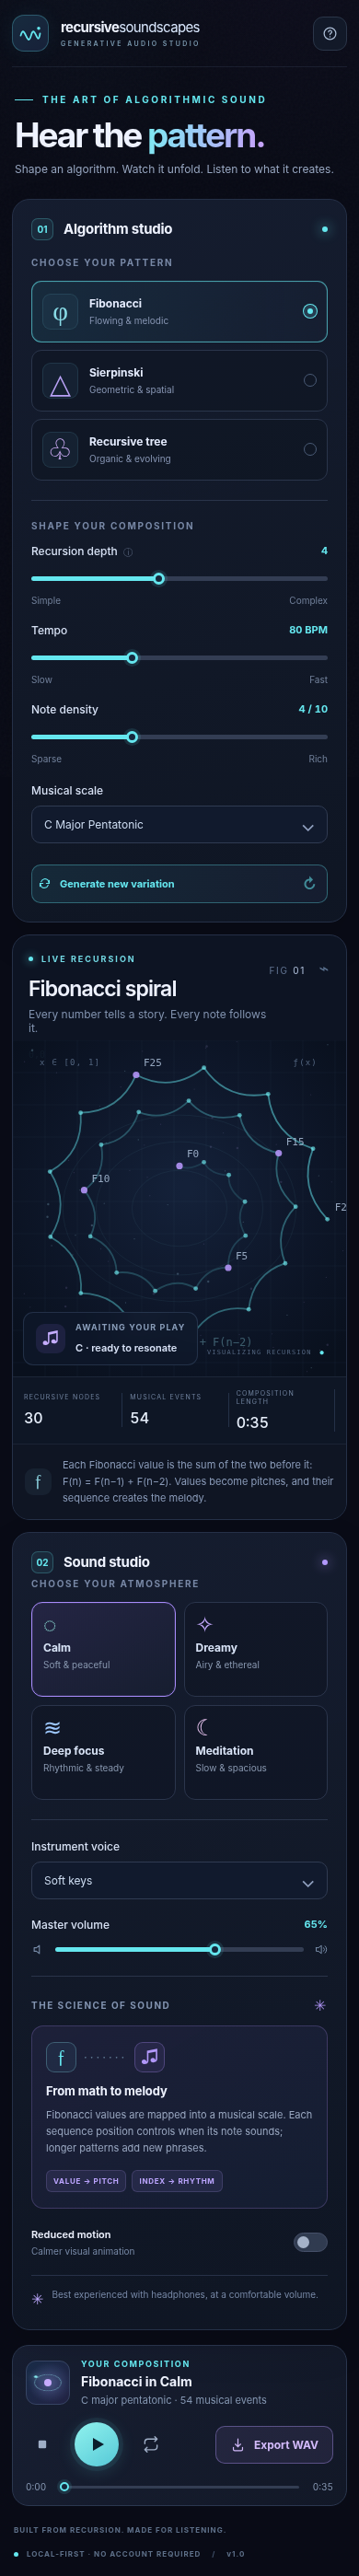 recursivesoundscapes
GENERATIVE AUDIO STUDIO
THE ART OF ALGORITHMIC SOUND
Hear the pattern.
Shape an algorithm. Watch it unfold. Listen to what it creates.
01 Algorithm studio
CHOOSE YOUR PATTERN
φ Fibonacci
Flowing & melodic
△ Sierpinski
Geometric & spatial
♧ Recursive tree
Organic & evolving
SHAPE YOUR COMPOSITION
Recursion depth ⓘ 4
Simple Complex
Tempo 80 BPM
Slow Fast
Note density 4 / 10
Sparse Rich
Musical scale
C Major Pentatonic
Generate new variation
LIVE RECURSION
FIG 01
Fibonacci spiral
Every number tells a story. Every note follows
it.
x ∈ [0, 1] ƒ(x)
F25
F15
F0
F10
F2
F5
AWAITING YOUR PLAY
C · ready to resonate
+ F(n−2)
VISUALIZING RECURSION
RECURSIVE NODES
30
MUSICAL EVENTS
54
COMPOSITION
LENGTH
0:35
ƒ
Each Fibonacci value is the sum of the two before it:
F(n) = F(n−1) + F(n−2). Values become pitches, and their
sequence creates the melody.
02 Sound studio
CHOOSE YOUR ATMOSPHERE
Calm
Soft & peaceful
Dreamy
Airy & ethereal
Deep focus
Rhythmic & steady
Meditation
Slow & spacious
Instrument voice
Soft keys
Master volume 65%
THE SCIENCE OF SOUND
ƒ ······· ♫
From math to melody
Fibonacci values are mapped into a musical scale. Each
sequence position controls when its note sounds;
longer patterns add new phrases.
VALUE → PITCH INDEX → RHYTHM
Reduced motion
Calmer visual animation
Best experienced with headphones, at a comfortable volume.
YOUR COMPOSITION
Fibonacci in Calm
C major pentatonic · 54 musical events
Export WAV
0:00 0:35
BUILT FROM RECURSION. MADE FOR LISTENING.
LOCAL-FIRST · NO ACCOUNT REQUIRED / v1.0